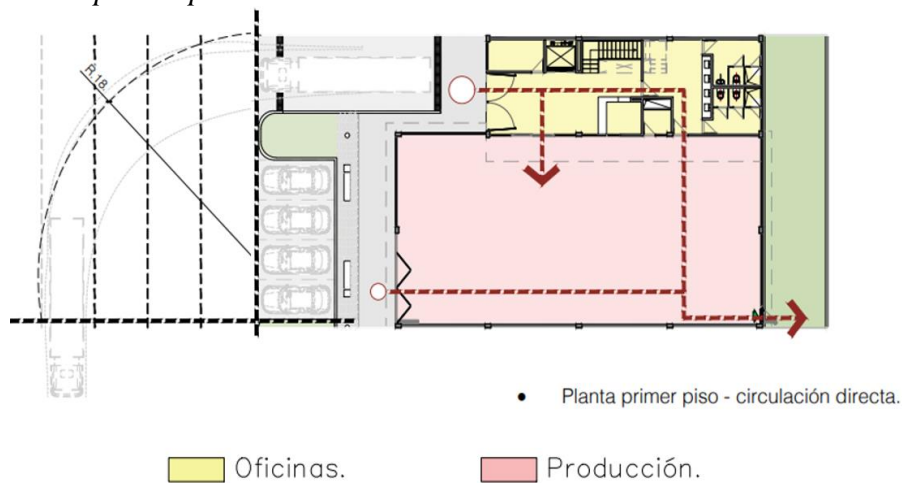 R.18.
• Planta primer piso - circulación directa.
Oficinas.
Producción.